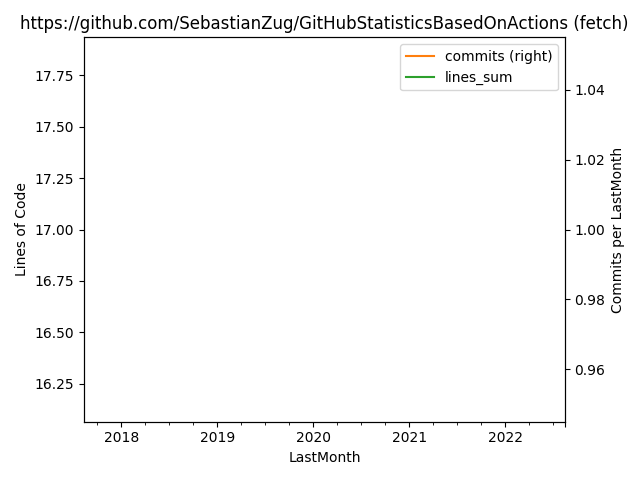 https://github.com/SebastianZug/GitHubStatisticsBasedOnActions (fetch)
commits (right)
lines_sum
17.75
17.50
17.25
17.00
16.75
16.50
16.25
Lines of Code
1.04
1.02
1.00
0.98
0.96
Commits per LastMonth
2018
2019
2020
2021
2022
LastMonth